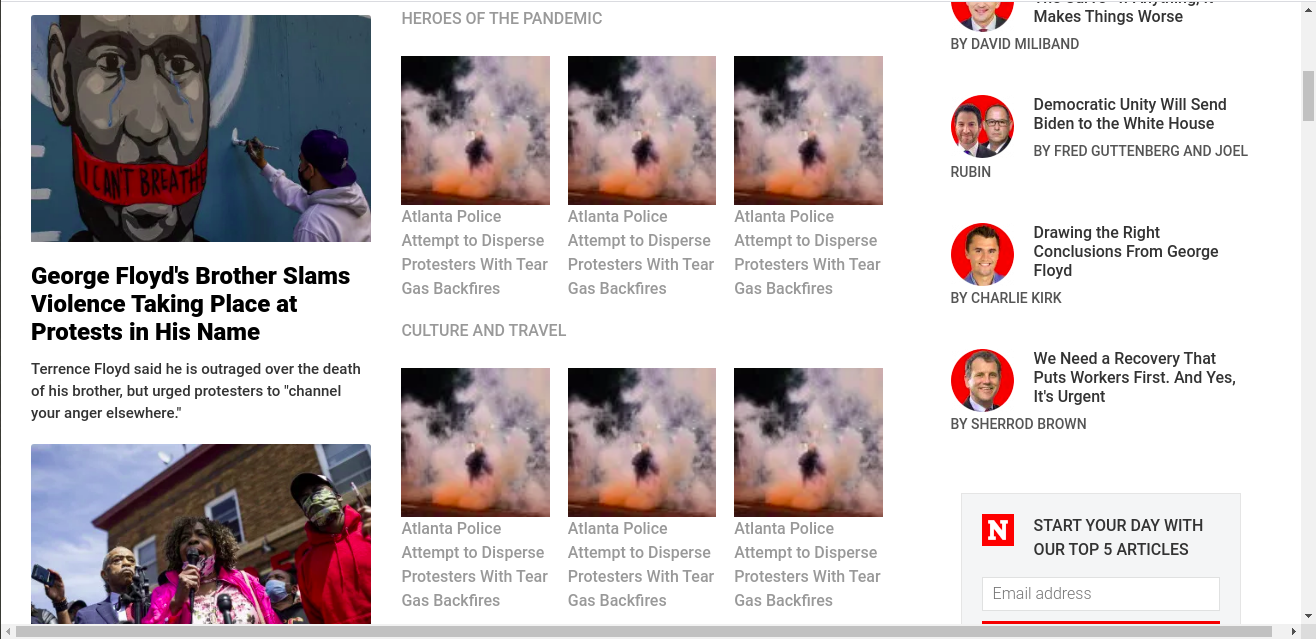 I CAN'T BREATHE
George Floyd's Brother Slams
Violence Taking Place at
Protests in His Name
Terrence Floyd said he is outraged over the death
of his brother, but urged protesters to "channel
your anger elsewhere."
HEROES OF THE PANDEMIC
Atlanta Police
Attempt to Disperse
Protesters With Tear
Gas Backfires
Atlanta Police
Attempt to Disperse
Protesters With Tear
Gas Backfires
Atlanta Police
Attempt to Disperse
Protesters With Tear
Gas Backfires
CULTURE AND TRAVEL
Atlanta Police
Attempt to Disperse
Protesters With Tear
Gas Backfires
Atlanta Police
Attempt to Disperse
Protesters With Tear
Gas Backfires
Atlanta Police
Attempt to Disperse
Protesters With Tear
Gas Backfires
Makes Things Worse
BY DAVID MILIBAND
Democratic Unity Will Send
Biden to the White House
BY FRED GUTTENBERG AND JOEL
RUBIN
Drawing the Right
Conclusions From George
Floyd
BY CHARLIE KIRK
We Need a Recovery That
Puts Workers First. And Yes,
It's Urgent
BY SHERROD BROWN
N
START YOUR DAY WITH
OUR TOP 5 ARTICLES
Email address